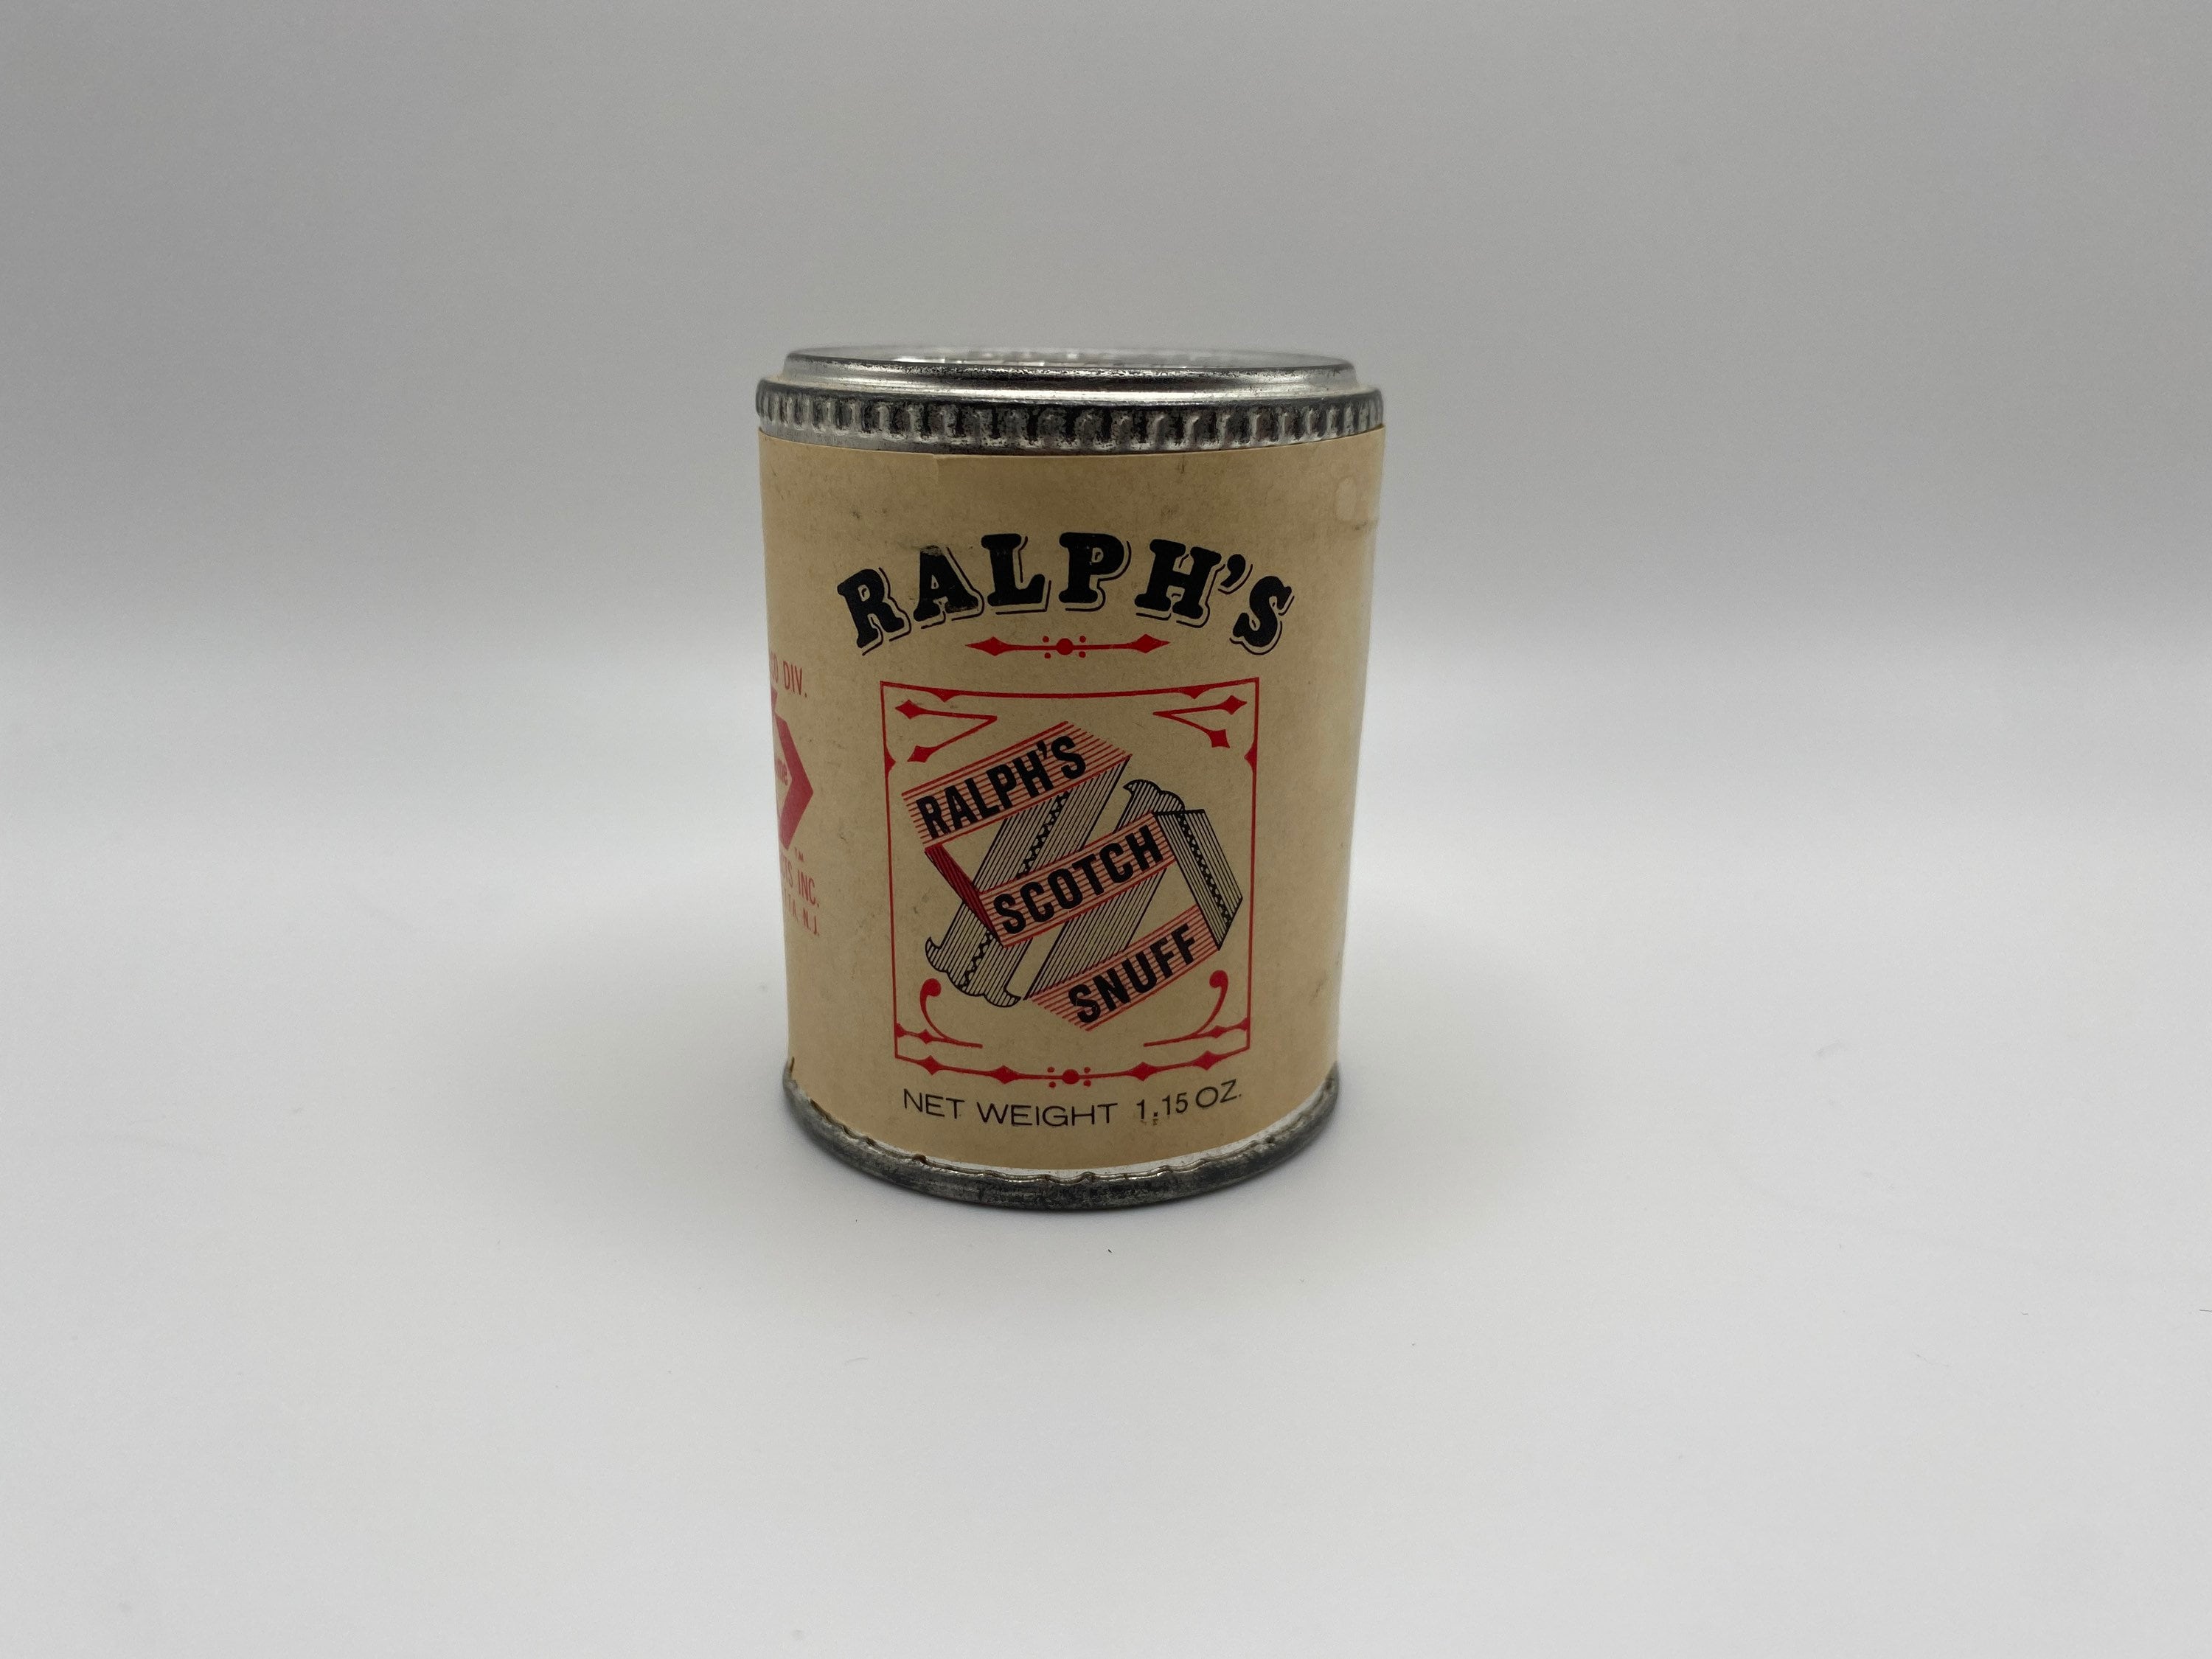 RALPH'S
RALPH'S
SCOTCH
SNUFF
NET WEIGHT 1.15 OZ.
DIV.
INC.
N.J.